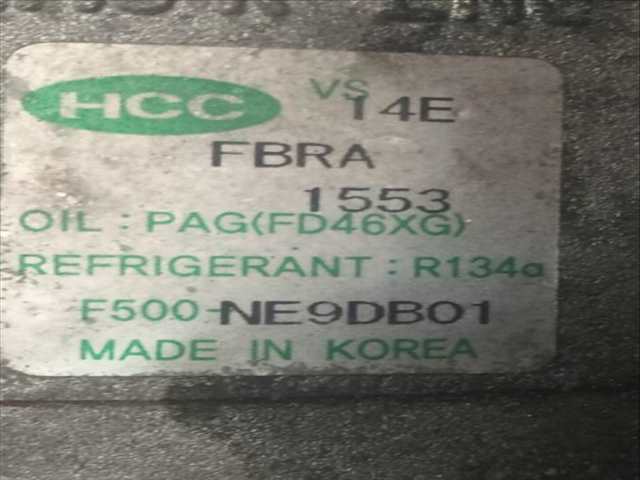 HCC VS 14E
FBRA
1553
OIL : PAG(FD46XG)
REFRIGERANT : R134a
F500-NE9DB01
MADE IN KOREA